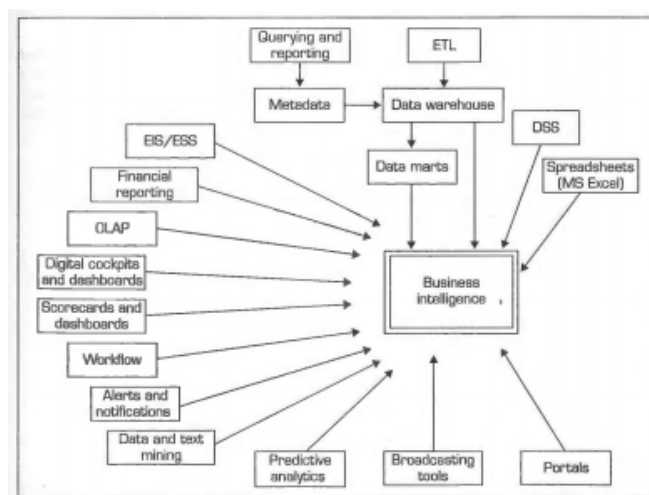 Querying and
reporting
ETL
Metadata
Data warehouse
EIS/ESS
DSS
Data marts
Spreadsheets
(MS Excel)
Financial
reporting
OLAP
Digital cockpits
and dashboards
Business
intelligence
Scorecards and
dashboards
Workflow
Alerts and
notifications
Data and text
mining
Predictive
analytics
Broadcasting
tools
Portals